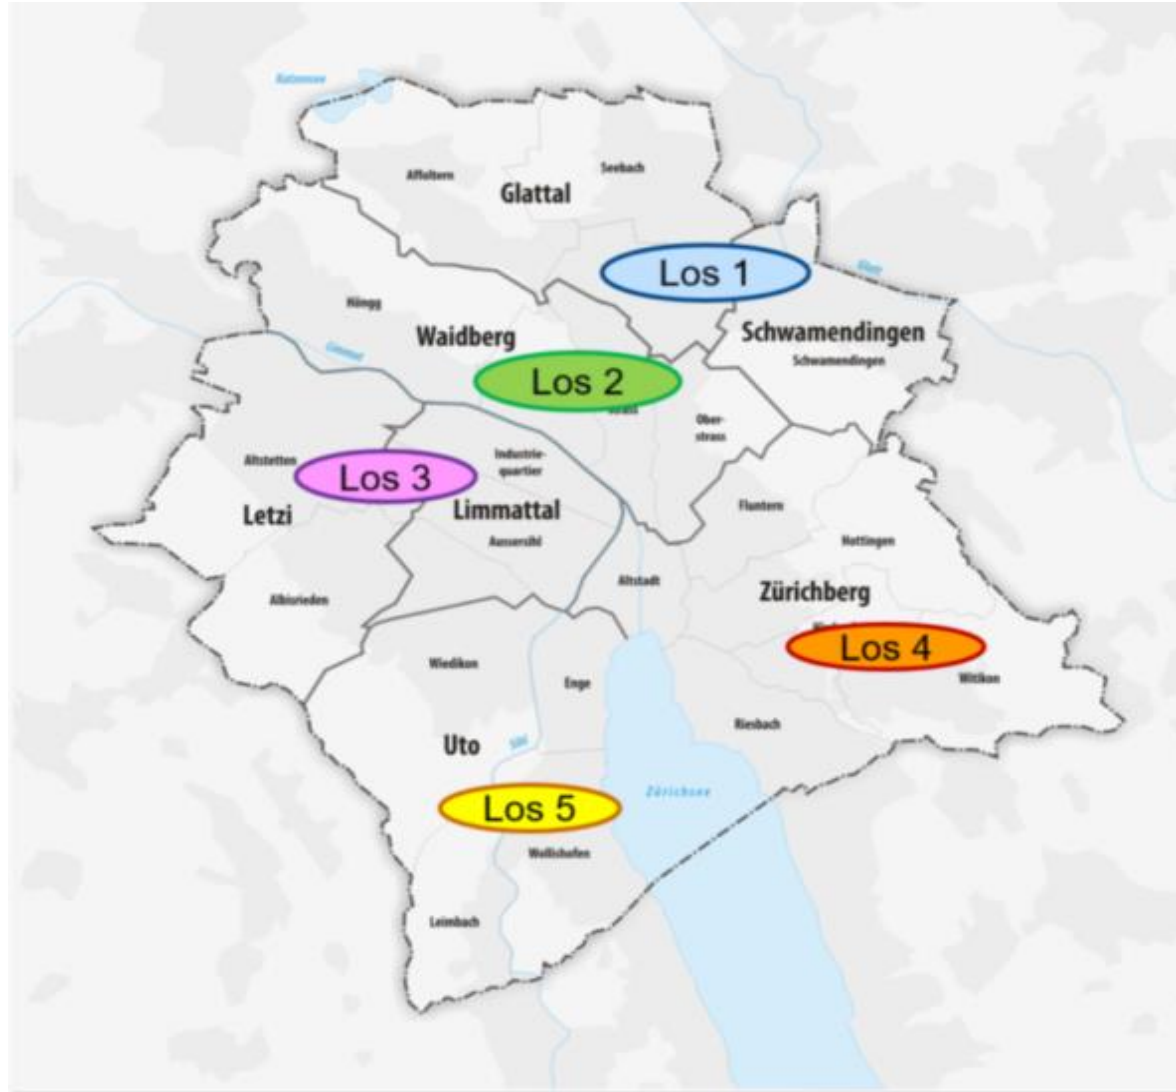 Katzensee
Affoltern
Seebach
Glattal
Los 1
Glatt
Höngg
Waidberg
Limmat
Schwamendingen
Schwamendingen
Los 2
Ober-
strass
Altstetten
Los 3
Industrie-
quartier
Letzi
Limmattal
Aussersihl
Fluntern
Hottingen
Altstadt
Zürichberg
Albisrieden
Los 4
Witikon
Wiedikon
Enge
Riesbach
Uto
Sihl
Zürichsee
Los 5
Wollishofen
Leimbach